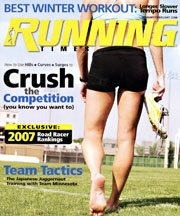 BEST WINTER WORKOUT: Longer, Slower
Tempo Runs
RUNNING
TIMES
How to Use Hills • Curves • Surges to
Crush
the
Competition
(you know you want to)
EXCLUSIVE:
2007 Road Racer
Rankings
Team Tactics
The Japanese Juggernaut
Training with Team Minnesota